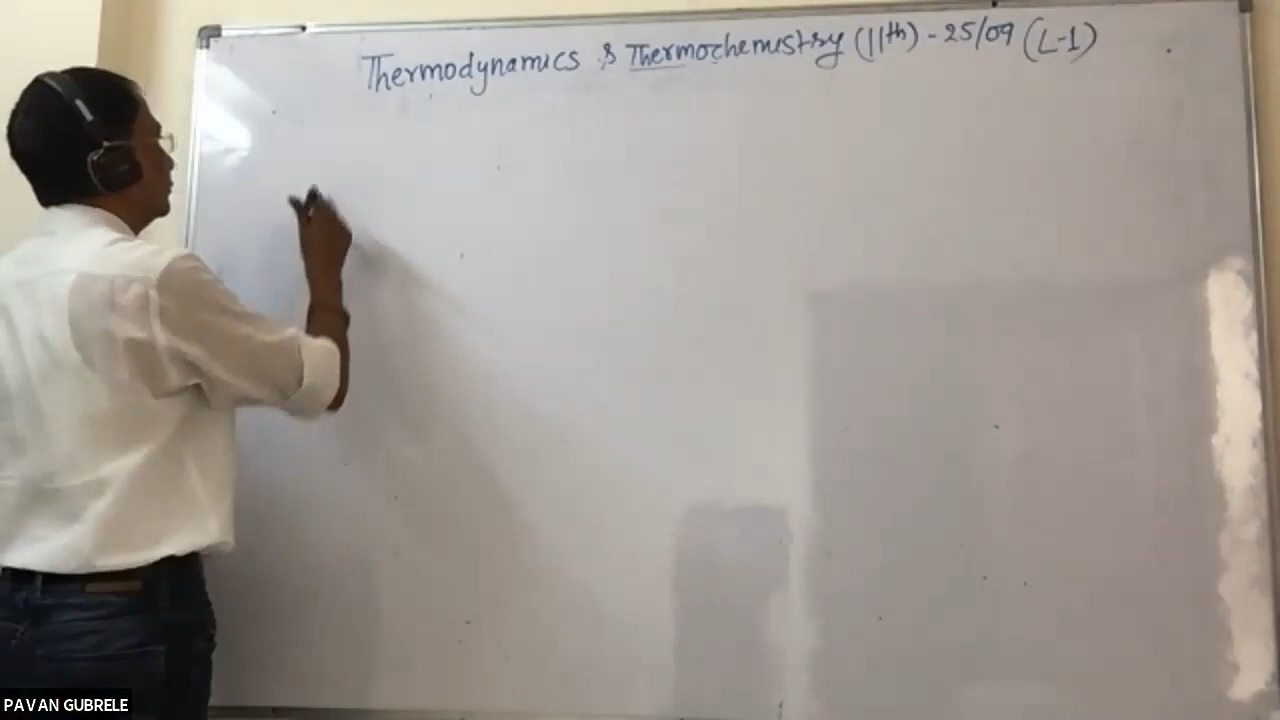 Thermodynamics & Thermochemistry (11th) - 25/09 (L-1)
PAVAN GUBRELE